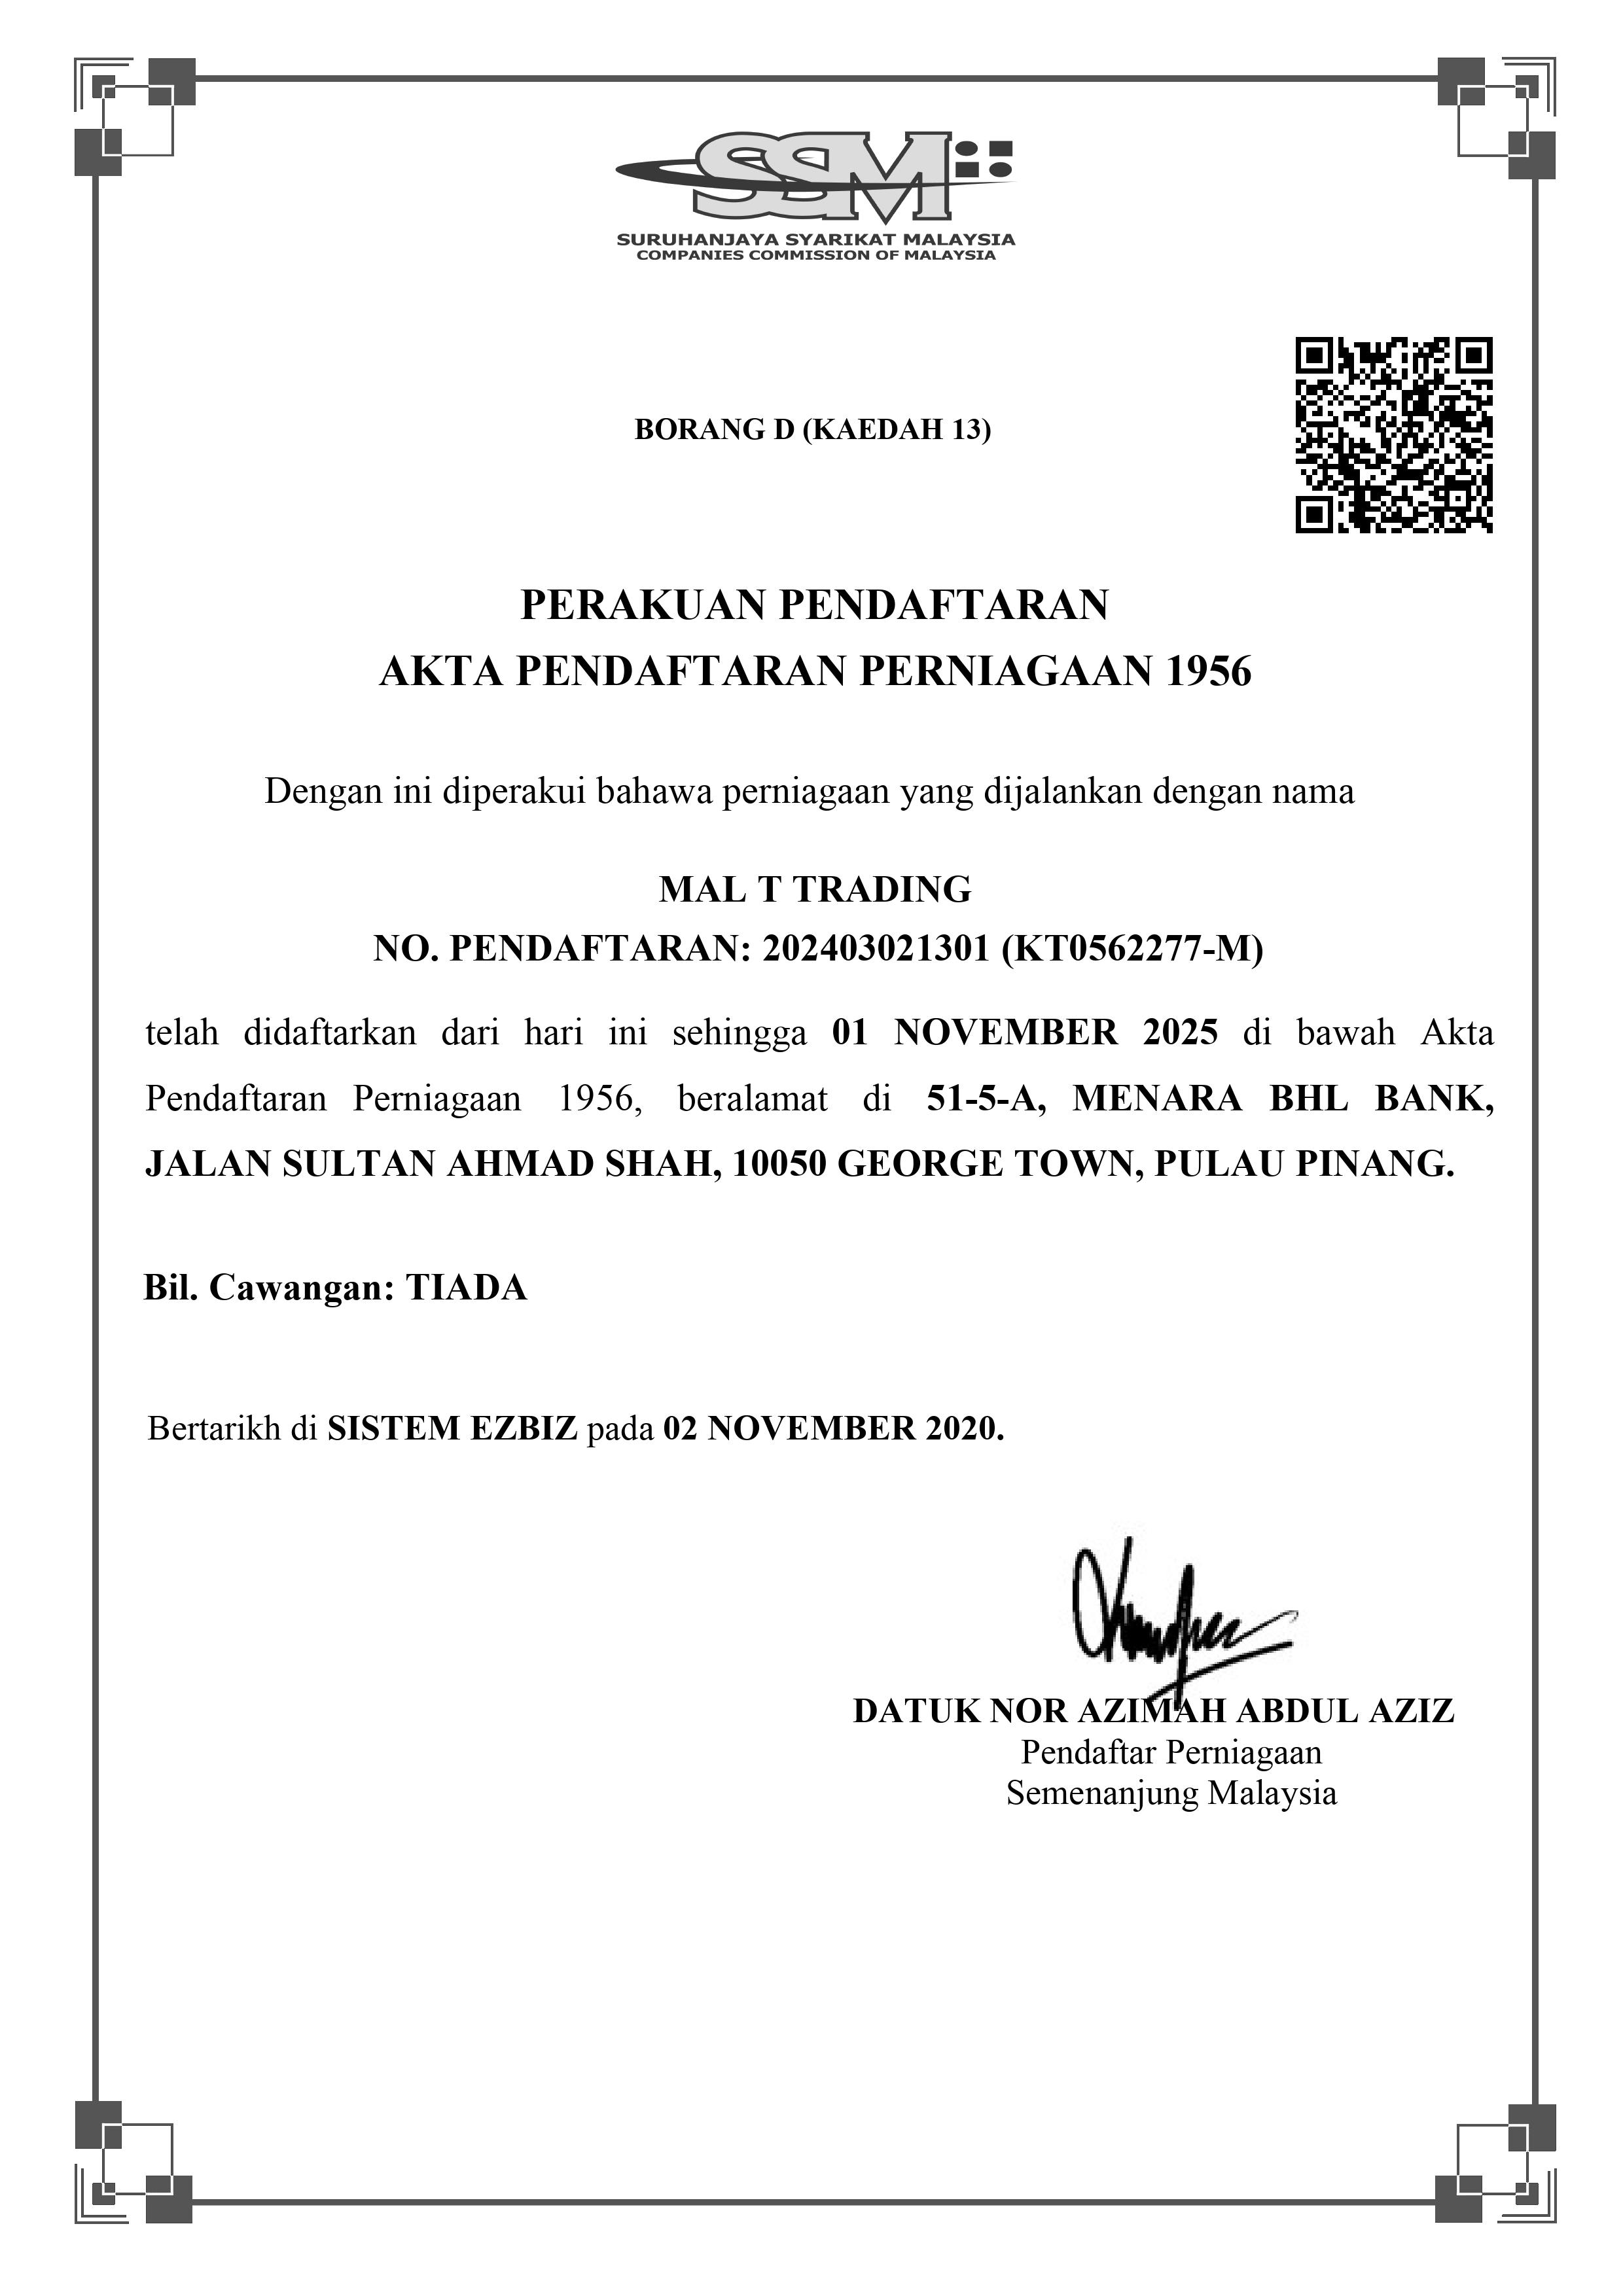 SSM
SURUHANJAYA SYARIKAT MALAYSIA
COMPANIES COMMISSION OF MALAYSIA
BORANG D (KAEDAH 13)
PERAKUAN PENDAFTARAN
AKTA PENDAFTARAN PERNIAGAAN 1956
Dengan ini diperakui bahawa perniagaan yang dijalankan dengan nama
MAL T TRADING
NO. PENDAFTARAN: 202403021301 (KT0562277-M)
telah didaftarkan dari hari ini sehingga 01 NOVEMBER 2025 di bawah Akta
Pendaftaran Perniagaan 1956, beralamat di 51-5-A, MENARA BHL BANK,
JALAN SULTAN AHMAD SHAH, 10050 GEORGE TOWN, PULAU PINANG.
Bil. Cawangan: TIADA
Bertarikh di SISTEM EZBIZ pada 02 NOVEMBER 2020.
DATUK NOR AZIMAH ABDUL AZIZ
Pendaftar Perniagaan
Semenanjung Malaysia